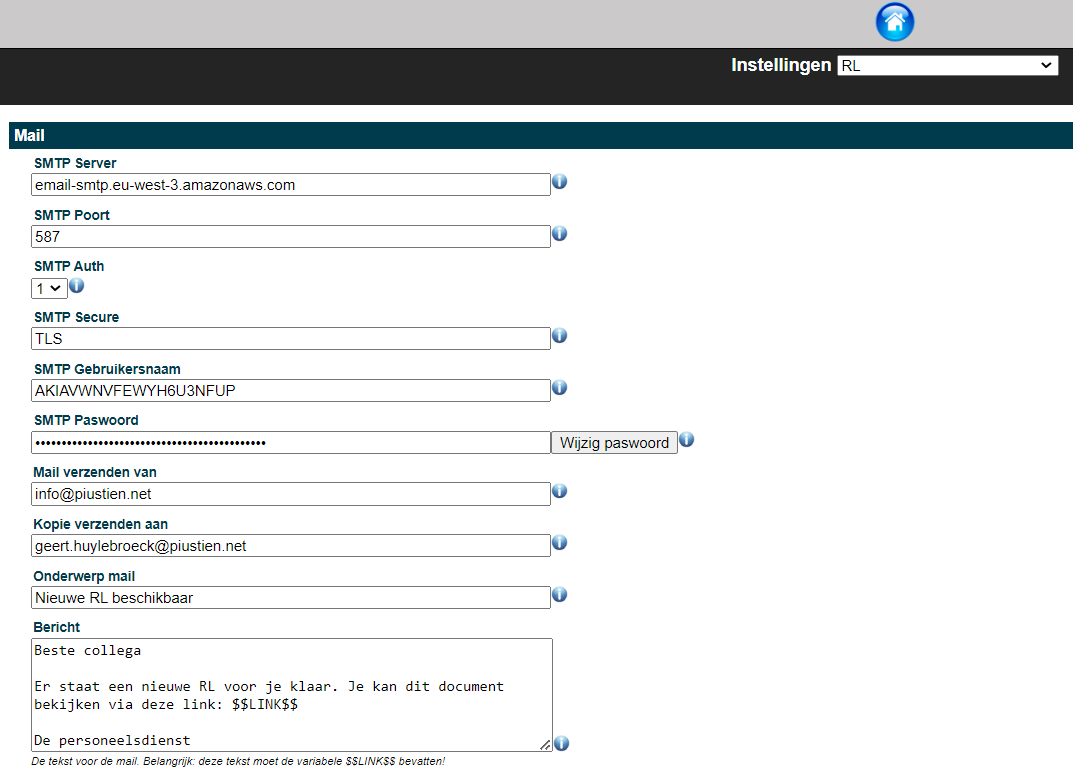 Instellingen RL
Mail
SMTP Server
email-smtp.eu-west-3.amazonaws.com
SMTP Poort
587
SMTP Auth
1
SMTP Secure
TLS
SMTP Gebruikersnaam
AKIAVWNVFEWYH6U3NFUP
SMTP Paswoord
••••••••••••••••••••••••••••••••••••••••••••
Wijzig paswoord
Mail verzenden van
info@piustien.net
Kopie verzenden aan
geert.huylebroeck@piustien.net
Onderwerp mail
Nieuwe RL beschikbaar
Bericht
Beste collega
Er staat een nieuwe RL voor je klaar. Je kan dit document
bekijken via deze link: $$LINK$$
De personeelsdienst
De tekst voor de mail. Belangrijk: deze tekst moet de variabele $$LINK$$ bevatten!